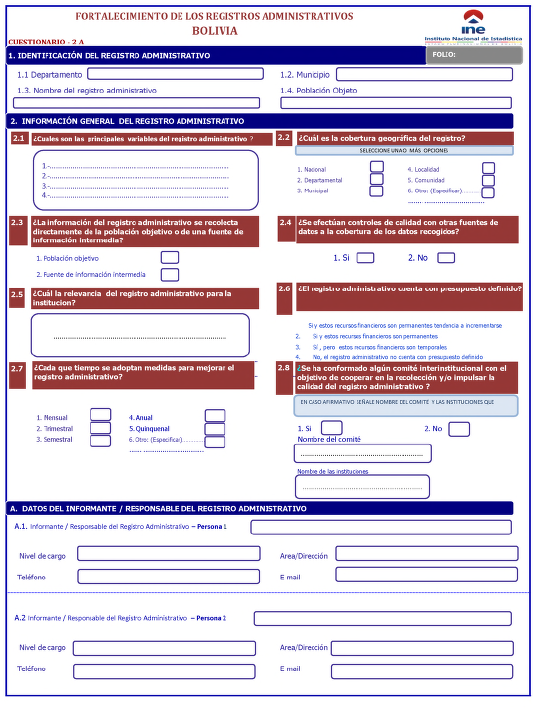 FORTALECIMIENTO DE LOS REGISTROS ADMINISTRATIVOS
BOLIVIA
CUESTIONARIO - 2 A
ine
Instituto Nacional de Estadística
1. IDENTIFICACIÓN DEL REGISTRO ADMINISTRATIVO
FOLIO:
1.1 Departamento
1.2. Municipio
1.3. Nombre del registro administrativo
1.4. Población Objeto
2. INFORMACIÓN GENERAL DEL REGISTRO ADMINISTRATIVO
2.1 ¿Cuales son las principales variables del registro administrativo ?
1.-
2.-
3.-
4.-
2.2 ¿Cuál es la cobertura geográfica del registro?
SELECCIONE UNA O MÁS OPCIONES
1. Nacional
4. Localidad
2. Departamental
5. Comunidad
3. Municipal
6. Otro: (Especificar)
2.3 ¿La información del registro administrativo se recolecta
directamente de la población objetivo o de una fuente de
información intermedia?
1. Población objetivo
2. Fuente de información intermedia
2.4 ¿Se efectúan controles de calidad con otras fuentes de
datos a la cobertura de los datos recogidos?
1. Si
2. No
2.5 ¿Cuál la relevancia del registro administrativo para la
institucion?
2.6 ¿El registro administrativo cuenta con presupuesto definido?
Si y estos recursos financieros son permanentes tendencia a incrementarse
2. Si y estos recursos financieros son permanentes
3. Si , pero estos recursos financieros son temporales
4. No, el registro administrativo no cuenta con presupuesto definido
2.7 ¿Cada que tiempo se adoptan medidas para mejorar el
registro administrativo?
1. Mensual
4. Anual
2. Trimestral
5. Quinquenal
3. Semestral
6. Otro: (Especifica)
2.8 ¿Se ha conformado algún comité interinstitucional con el
objetivo de cooperar en la recolección y/o impulsar la
calidad del registro administrativo ?
EN CASO AFIRMATIVO SEÑALE NOMBRE DEL COMITÉ Y LAS INSTITUCIONES QUE
1. Si
2. No
Nombre del comité
Nombre de las instituciones
A. DATOS DEL INFORMANTE / RESPONSABLE DEL REGISTRO ADMINISTRATIVO
A.1. Informante / Responsable del Registro Administrativo – Persona 1
Nivel de cargo
Area/Dirección
Teléfono
E mail
A.2 Informante / Responsable del Registro Administrativo – Persona 2
Nivel de cargo
Area/Dirección
Teléfono
E mail